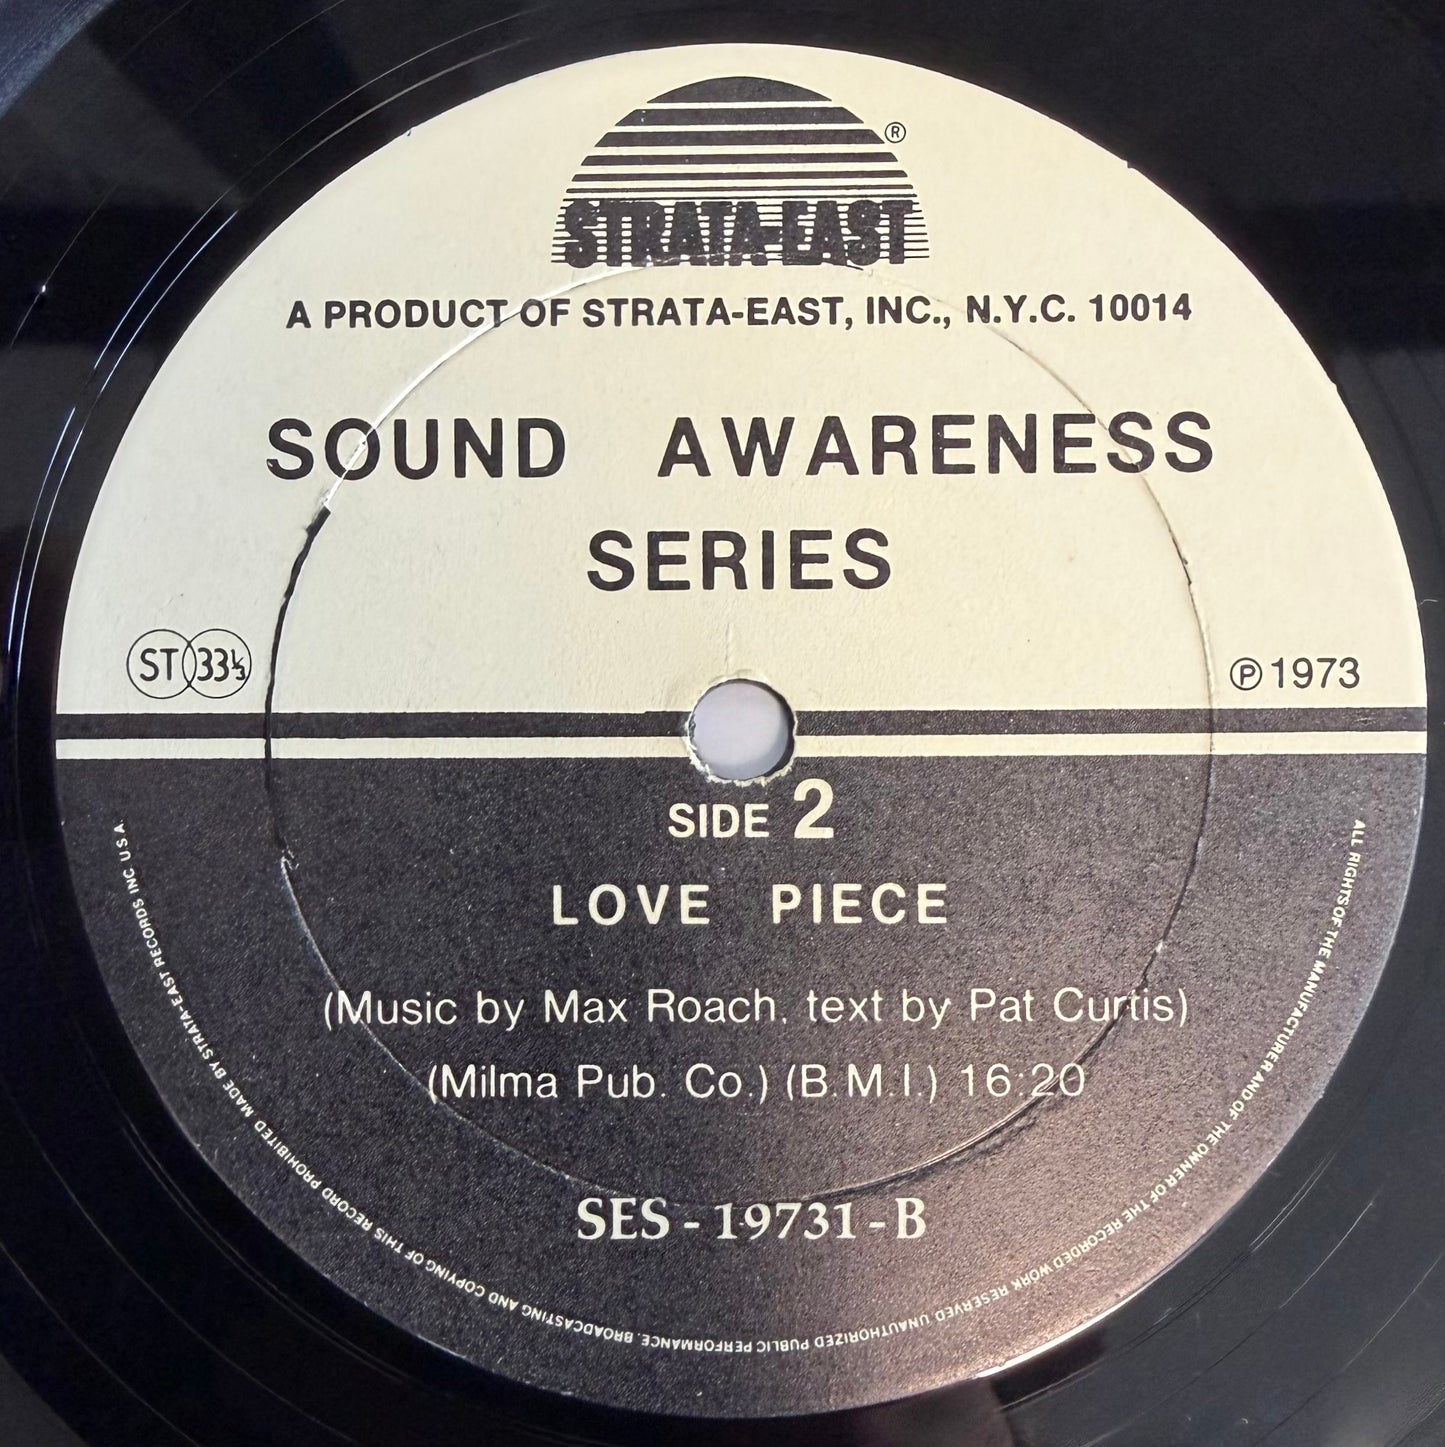 STRATA-EAST ®
A PRODUCT OF STRATA-EAST, INC., N.Y.C. 10014
SOUND AWARENESS
SERIES
ST 33⅓
℗ 1973
SIDE 2
LOVE PIECE
(Music by Max Roach, text by Pat Curtis)
(Milma Pub. Co.) (B.M.I.) 16:20
SES - 19731 - B
ALL RIGHTS OF THE MANUFACTURER AND OF THE OWNER OF THE RECORDED WORK RESERVED. UNAUTHORIZED PUBLIC PERFORMANCE, BROADCASTING AND COPYING OF THIS RECORD PROHIBITED MADE BY STRATA-EAST RECORDS INC U.S.A.